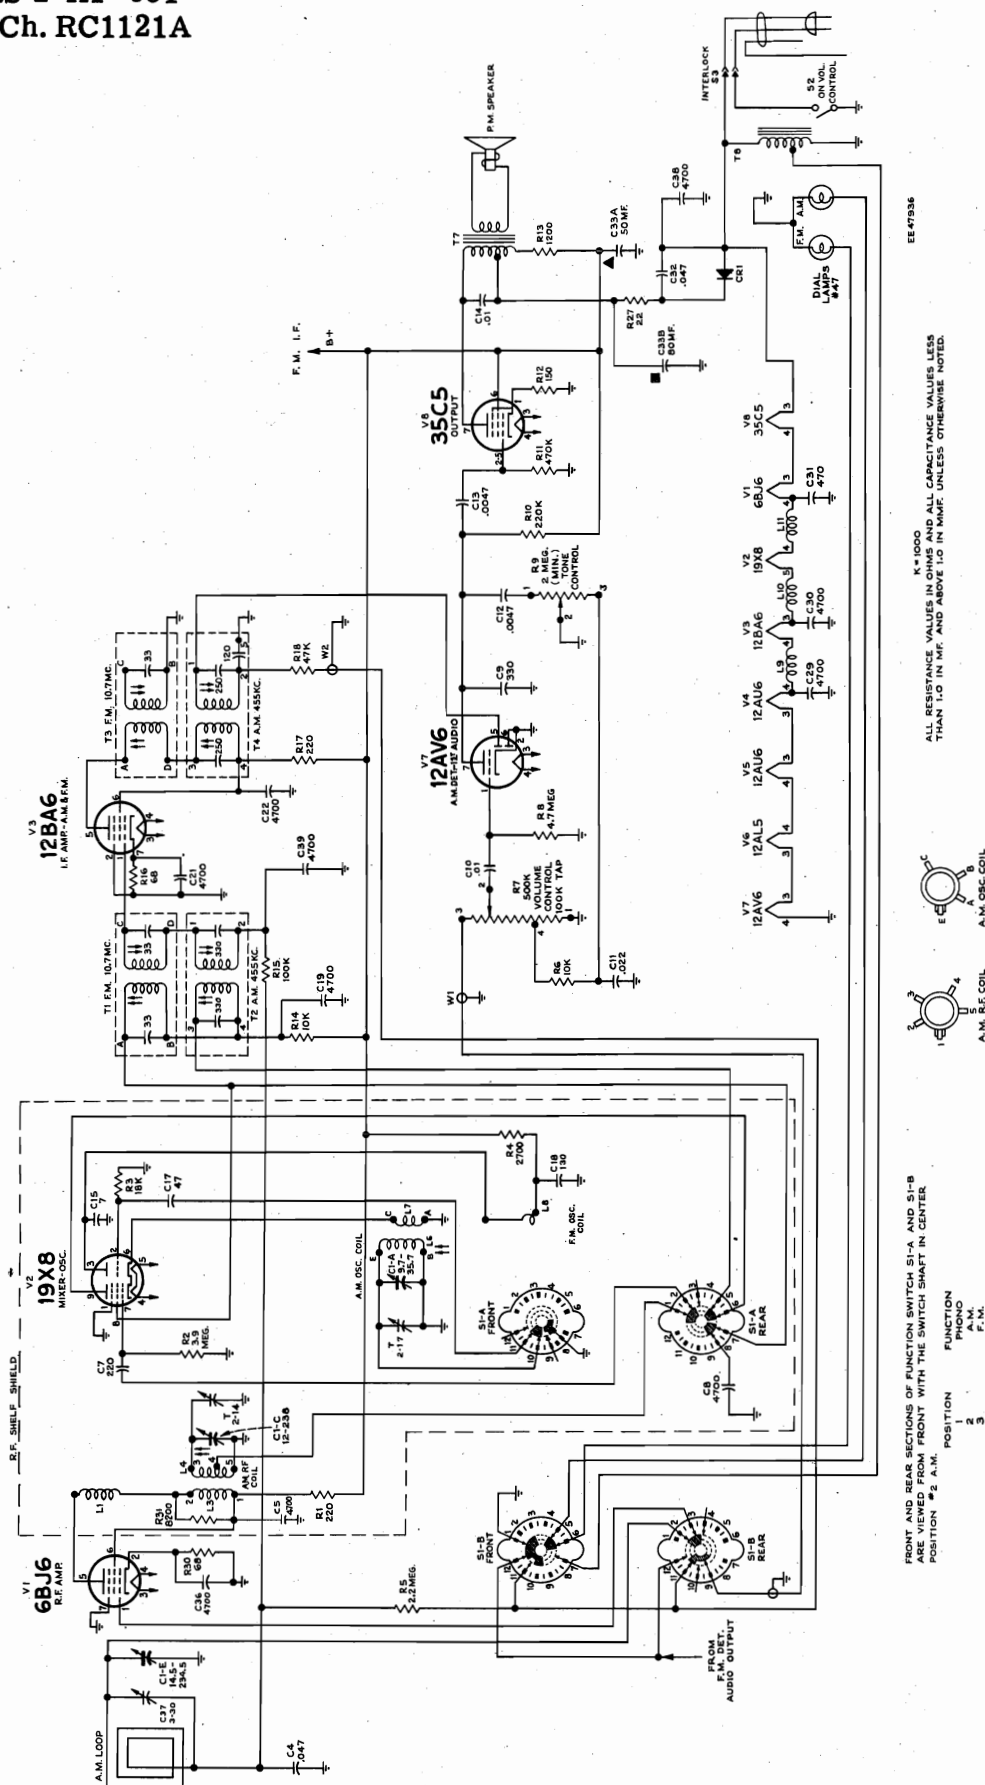 Ch. RC1121A
R.F. SHELF SHIELD
V1
6BJ6
R.F. AMP.
V2
19X8
MIXER-OSC.
V3
12BA6
I.F. AMP.-A.M. & F.M.
T1 F.M. 10.7MC.
T2 A.M. 455KC.
T3 F.M. 10.7MC.
T4 A.M. 455KC.
F.M. I.F.
B+
V7
12AV6
A.M. DET.-1ST AUDIO
V8
35C5
OUTPUT
P.M. SPEAKER
T7
INTERLOCK
S3
S2
ON VOL.
CONTROL
T8
A.M. LOOP
C37
3-30
C1-E
14.5-
234.5
C4
.047
C36
4700
R30
68
L1
R31
8200
L3
L4
AM. RF
COIL
C5
4700
R1
220
T
2-14
C1-C
12-238
C7
220
R2
3.9
MEG.
C15
7
R3
18K
C17
47
A.M. OSC. COIL
L7
L6
C1-A
9.7-
35.7
T
2-17
R4
2700
C18
130
L8
F.M. OSC.
COIL
R5
2.2 MEG.
R14
10K
C19
4700
R15
100K
C39
4700
R16
68
C21
4700
C22
4700
R17
220
R18
47K
W2
33
33
330
330
33
250
250
120
W1
R6
10K
C11
.022
R7
500K
VOLUME
CONTROL
100K TAP
C10
.01
R8
4.7 MEG
C9
330
C12
.0047
R9
2 MEG.
(MIN.)
TONE
CONTROL
R10
220K
C13
.0047
R11
470K
R12
150
C14
.01
R13
1200
C33A
50MF.
R27
22
C33B
80MF.
C32
.047
C38
4700
CR1
DIAL
LAMPS
#47
F.M.
A.M.
S1-A
FRONT
S1-A
REAR
C8
4700
S1-B
FRONT
S1-B
REAR
FROM
F.M. DET.
AUDIO OUTPUT
V7
12AV6
V6
12AL5
V5
12AU6
V4
12AU6
V3
12BA6
V2
19X8
V1
6BJ6
V8
35C5
L9
L10
L11
C29
4700
C30
4700
C31
470
A.M. R.F. COIL
A.M. OSC. COIL
FRONT AND REAR SECTIONS OF FUNCTION SWITCH S1-A AND S1-B
ARE VIEWED FROM FRONT WITH THE SWITCH SHAFT IN CENTER
POSITION #2 A.M.
POSITION FUNCTION
1 PHONO
2 A.M.
3 F.M.
K=1000
ALL RESISTANCE VALUES IN OHMS AND ALL CAPACITANCE VALUES LESS
THAN 1.0 IN MF. AND ABOVE 1.0 IN MMF. UNLESS OTHERWISE NOTED.
EE47936